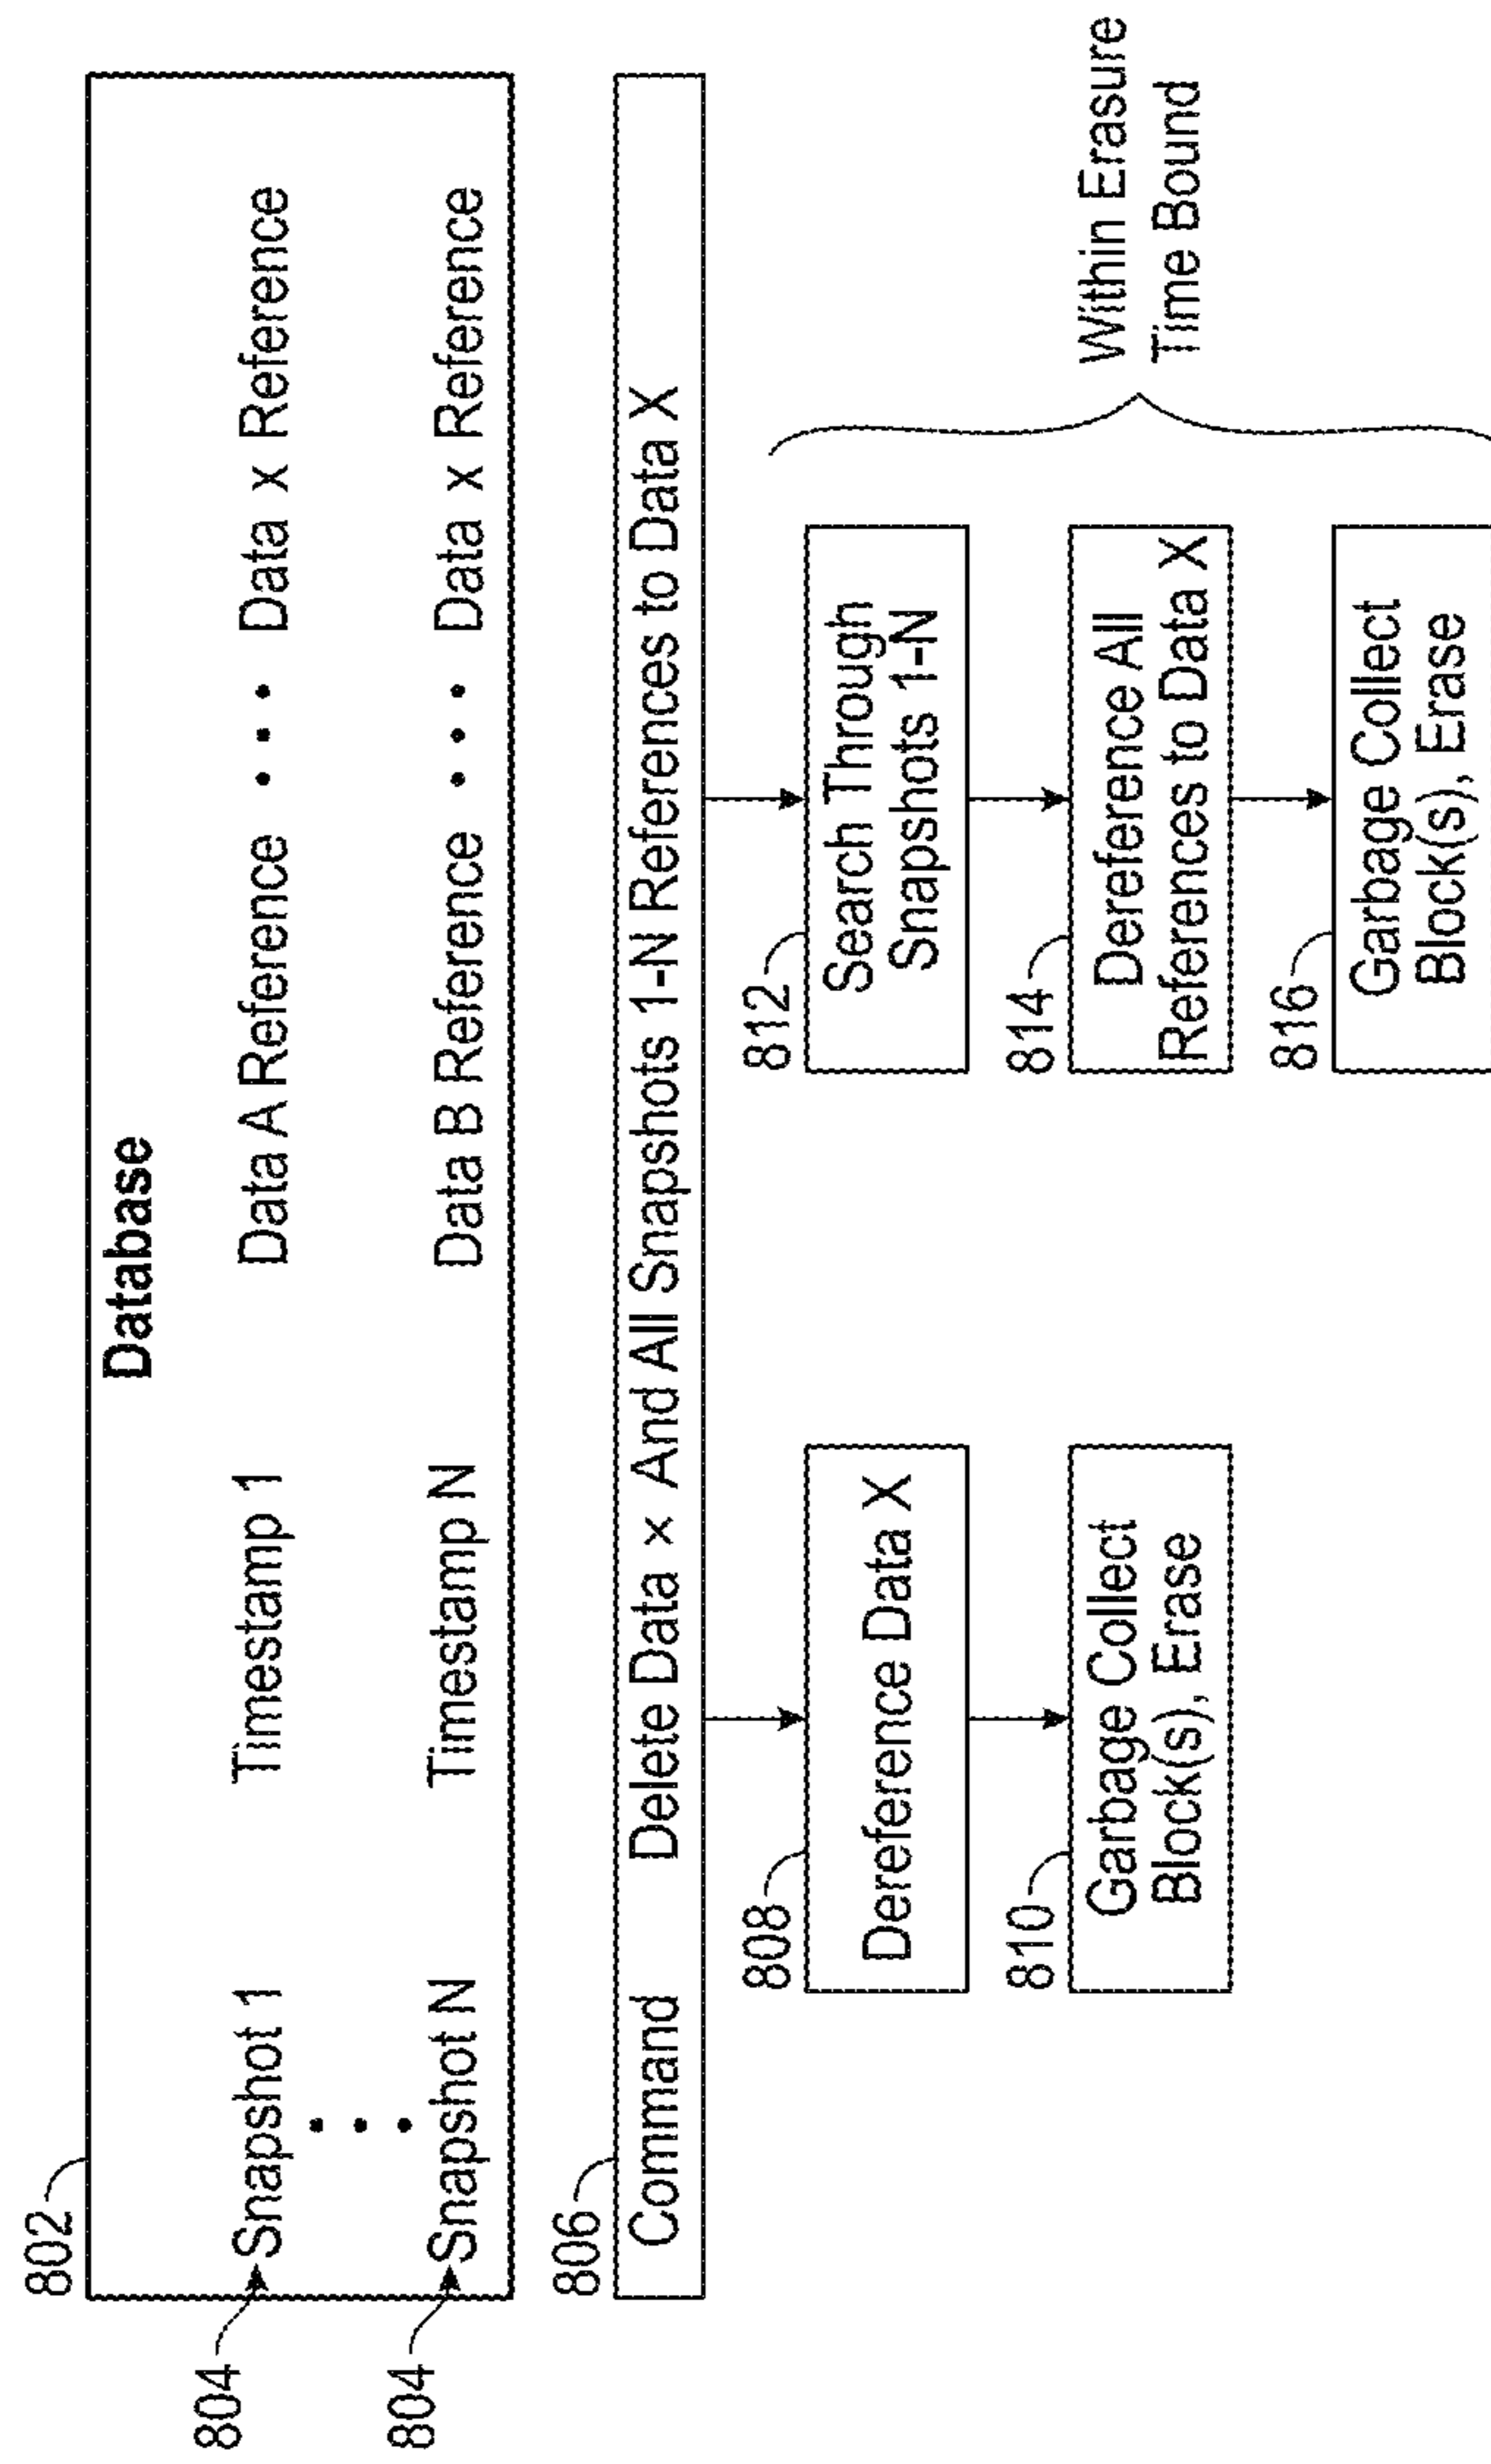 802
Database
804
Snapshot 1 Timestamp 1 Data A Reference • • • Data x Reference
•
•
•
804
Snapshot N Timestamp N Data B Reference • • • Data x Reference
806
Command Delete Data x And All Snapshots 1-N References to Data X
808
Dereference Data X
810
Garbage Collect
Block(s), Erase
812
Search Through
Snapshots 1-N
814
Dereference All
References to Data X
816
Garbage Collect
Block(s), Erase
Within Erasure
Time Bound